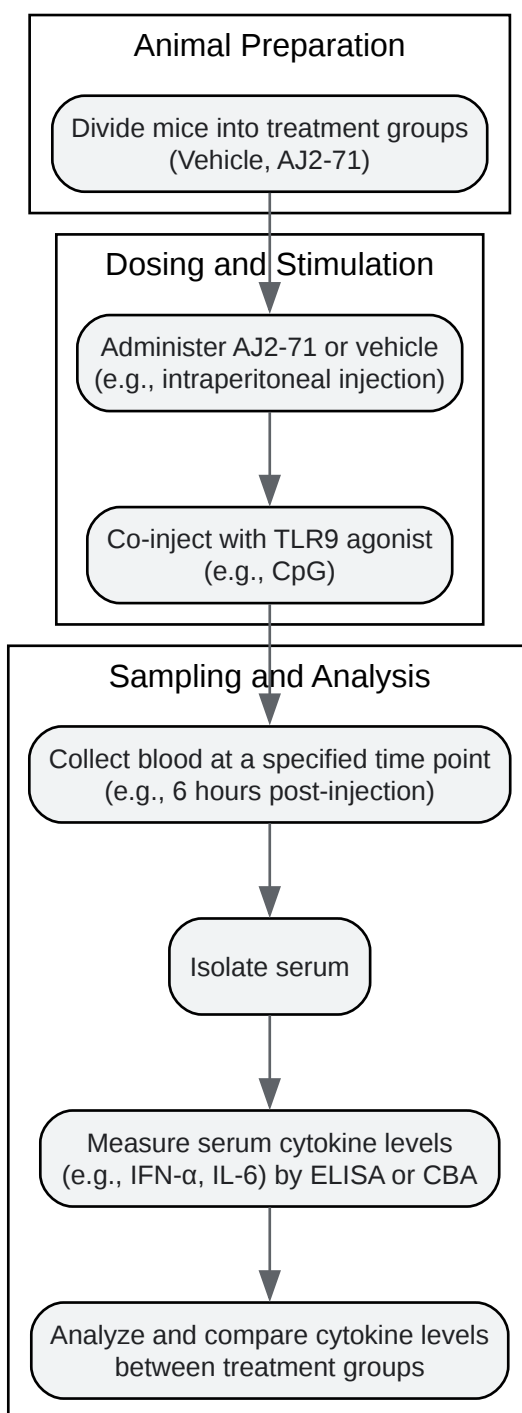 Animal Preparation
Divide mice into treatment groups
(Vehicle, AJ2-71)
Dosing and Stimulation
Administer AJ2-71 or vehicle
(e.g., intraperitoneal injection)
Co-inject with TLR9 agonist
(e.g., CpG)
Sampling and Analysis
Collect blood at a specified time point
(e.g., 6 hours post-injection)
Isolate serum
Measure serum cytokine levels
(e.g., IFN-α, IL-6) by ELISA or CBA
Analyze and compare cytokine levels
between treatment groups